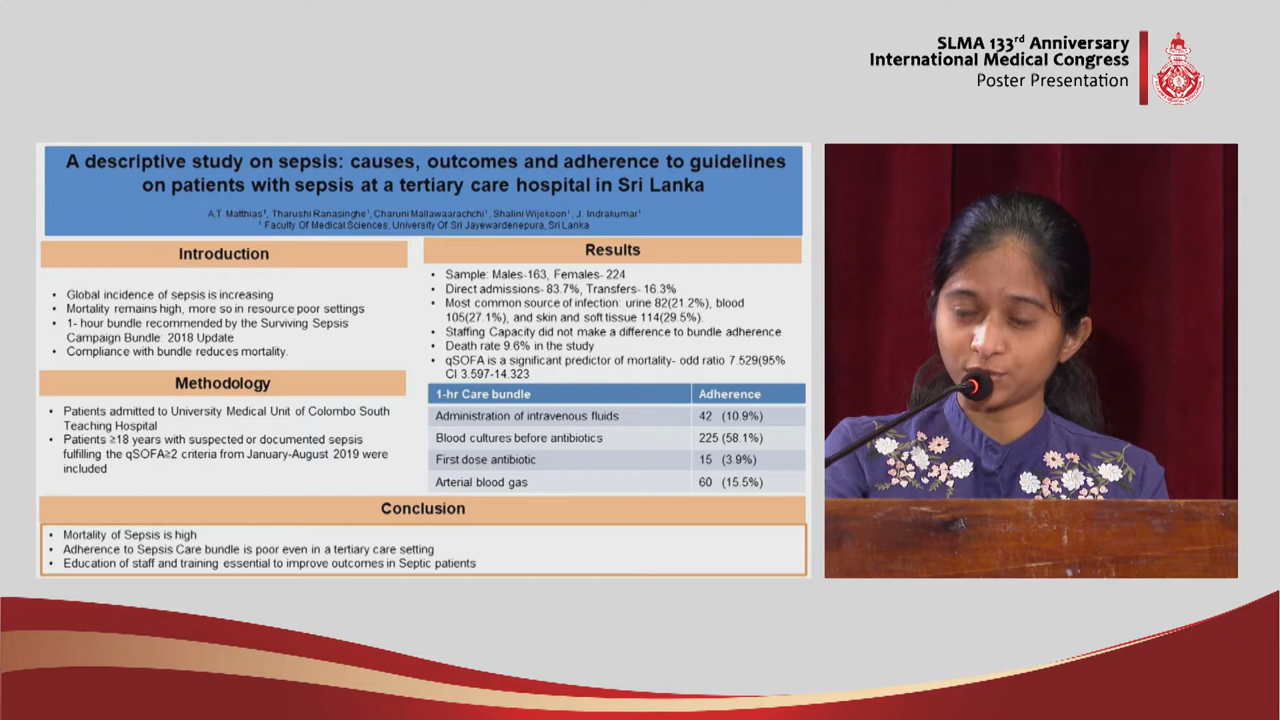 SLMA 133rd Anniversary
International Medical Congress
Poster Presentation
A descriptive study on sepsis: causes, outcomes and adherence to guidelines
on patients with sepsis at a tertiary care hospital in Sri Lanka
A.T Matthias¹, Tharushi Ranasinghe¹, Charuni Mallawaarachchi¹, Shalini Wijekoon¹, J. Indrakumar¹
¹ Faculty Of Medical Sciences, University Of Sri Jayewardenepura, Sri Lanka
Introduction
• Global incidence of sepsis is increasing
• Mortality remains high, more so in resource poor settings
• 1- hour bundle recommended by the Surviving Sepsis
Campaign Bundle: 2018 Update
• Compliance with bundle reduces mortality.
Methodology
• Patients admitted to University Medical Unit of Colombo South
Teaching Hospital
• Patients ≥18 years with suspected or documented sepsis
fulfilling the qSOFA≥2 criteria from January-August 2019 were
included
Results
• Sample: Males-163, Females- 224
• Direct admissions- 83.7%, Transfers- 16.3%
• Most common source of infection: urine 82(21.2%), blood
105(27.1%), and skin and soft tissue 114(29.5%).
• Staffing Capacity did not make a difference to bundle adherence
• Death rate 9.6% in the study
• qSOFA is a significant predictor of mortality- odd ratio 7.529(95%
CI 3.597-14.323
1-hr Care bundle Adherence
Administration of intravenous fluids 42 (10.9%)
Blood cultures before antibiotics 225 (58.1%)
First dose antibiotic 15 (3.9%)
Arterial blood gas 60 (15.5%)
Conclusion
• Mortality of Sepsis is high
• Adherence to Sepsis Care bundle is poor even in a tertiary care setting
• Education of staff and training essential to improve outcomes in Septic patients